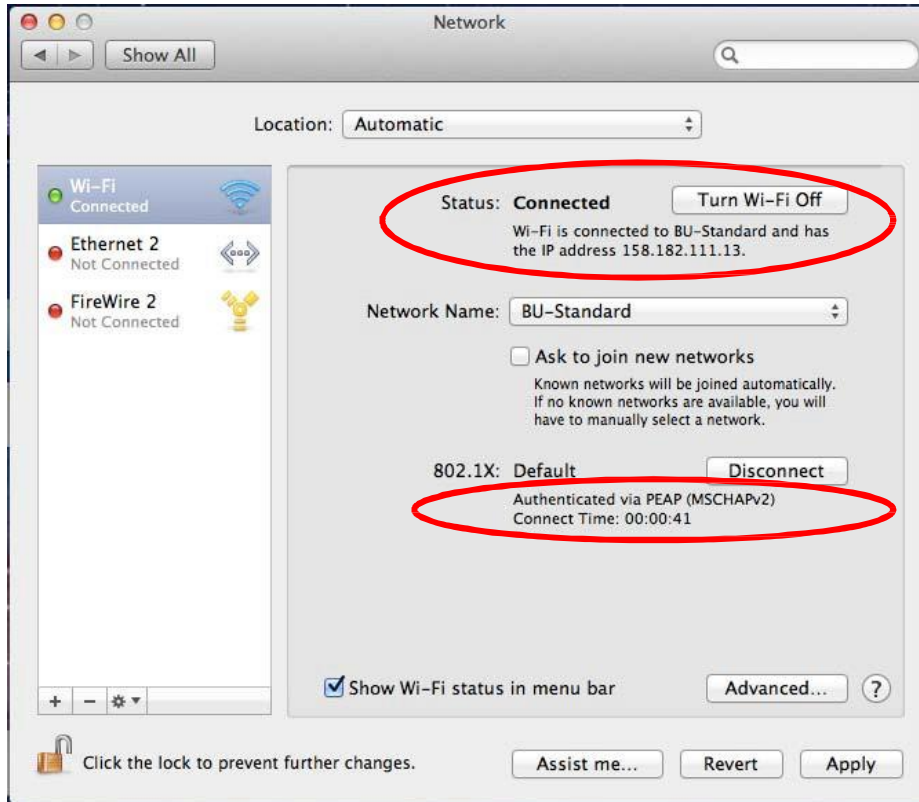 Network
Show All
Location: Automatic
Wi-Fi
Connected
Ethernet 2
Not Connected
FireWire 2
Not Connected
Status: Connected
Turn Wi-Fi Off
Wi-Fi is connected to BU-Standard and has
the IP address 158.182.111.13.
Network Name: BU-Standard
Ask to join new networks
Known networks will be joined automatically.
If no known networks are available, you will
have to manually select a network.
802.1X: Default
Disconnect
Authenticated via PEAP (MSCHAPv2)
Connect Time: 00:00:41
Show Wi-Fi status in menu bar
Advanced...
?
Click the lock to prevent further changes.
Assist me...
Revert
Apply